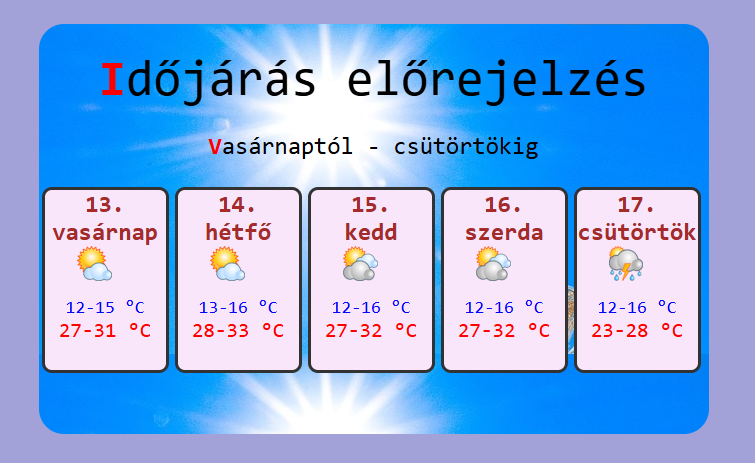 Időjárás előrejelzés
Vasárnaptól - csütörtökig
13.
vasárnap
12-15 °C
27-31 °C
14.
hétfő
13-16 °C
28-33 °C
15.
kedd
12-16 °C
27-32 °C
16.
szerda
12-16 °C
27-32 °C
17.
csütörtök
12-16 °C
23-28 °C